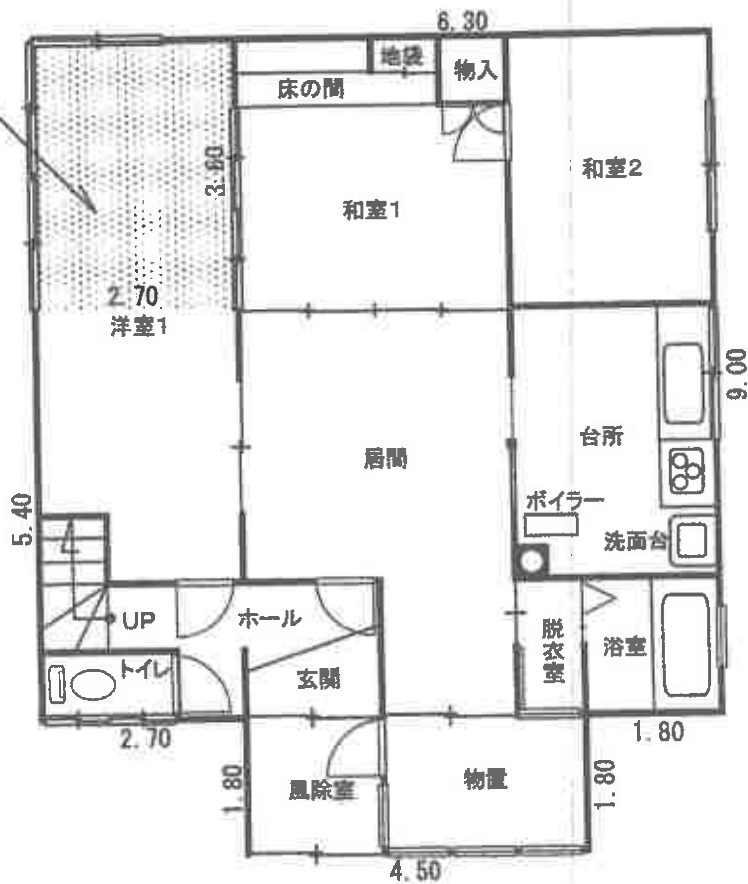 6.30
地袋
物入
床の間
3.60
和室1
和室2
2.70
洋室1
9.00
居間
台所
5.40
ボイラー
洗面台
UP
ホール
脱衣室
浴室
トイレ
玄関
2.70
1.80
1.80
風除室
物置
1.80
4.50